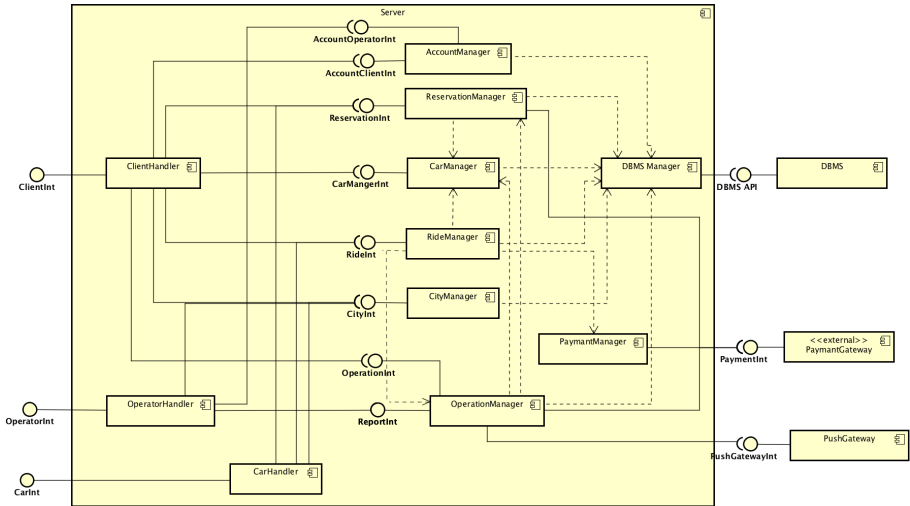 Server
AccountOperatorInt
AccountManager
AccountClientInt
ReservationManager
ReservationInt
ClientHandler
CarManager
DBMS Manager
DBMS
ClientInt
CarMangerInt
DBMS API
RideManager
RideInt
CityManager
CityInt
PaymantManager
<<external>>
PaymantGateway
PaymentInt
OperationInt
OperatorHandler
OperationManager
OperatorInt
ReportInt
PushGateway
PushGatewayInt
CarHandler
CarInt